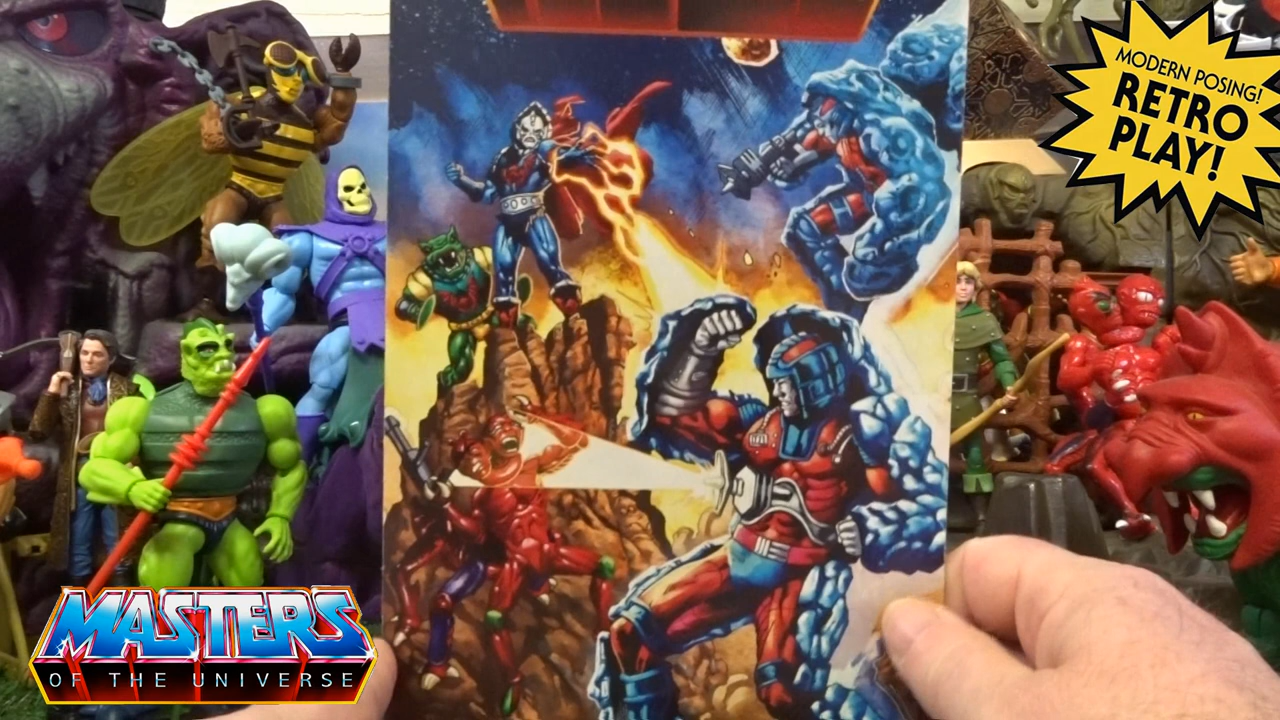 MODERN POSING!
RETRO
PLAY!
MASTERS
OF THE UNIVERSE